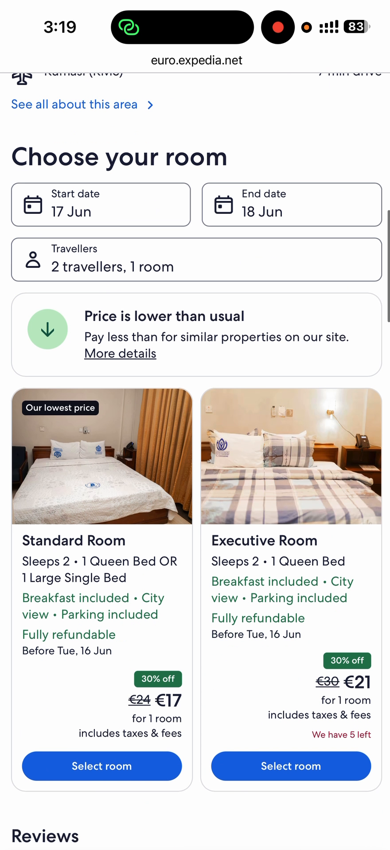 3:19
83
euro.expedia.net
Kumasi (KMS)
7 min drive
See all about this area
Choose your room
Start date
17 Jun
End date
18 Jun
Travellers
2 travellers, 1 room
Price is lower than usual
Pay less than for similar properties on our site.
More details
Our lowest price
Standard Room
Sleeps 2 • 1 Queen Bed OR
1 Large Single Bed
Breakfast included • City
view • Parking included
Fully refundable
Before Tue, 16 Jun
30% off
€24 €17
for 1 room
includes taxes & fees
Select room
Executive Room
Sleeps 2 • 1 Queen Bed
Breakfast included • City
view • Parking included
Fully refundable
Before Tue, 16 Jun
30% off
€30 €21
for 1 room
includes taxes & fees
We have 5 left
Select room
Reviews